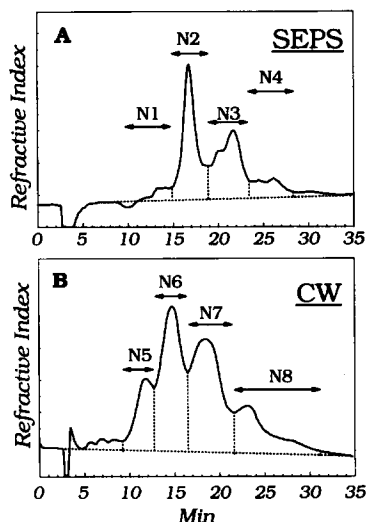 A
SEPS
N2
N4
N1
N3
Refractive Index
0 5 10 15 20 25 30 35
B
CW
N6
N7
N5
N8
Refractive Index
0 5 10 15 20 25 30 35
Min